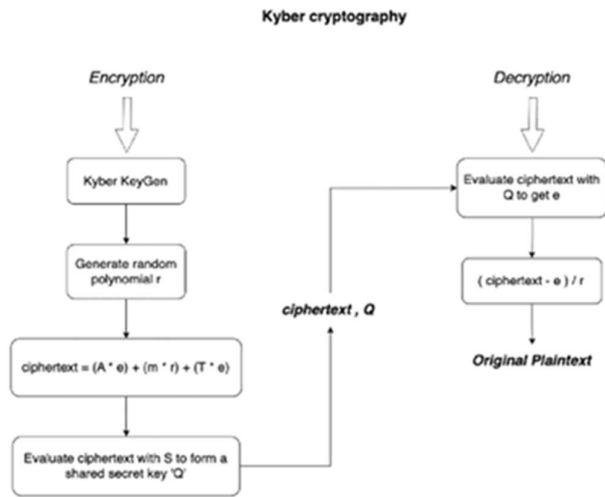 Kyber cryptography
Encryption
Kyber KeyGen
Generate random
polynomial r
ciphertext = (A * e) + (m * r) + (T * e)
Evaluate ciphertext with S to form a
shared secret key 'Q'
ciphertext , Q
Decryption
Evaluate ciphertext with
Q to get e
( ciphertext - e ) / r
Original Plaintext